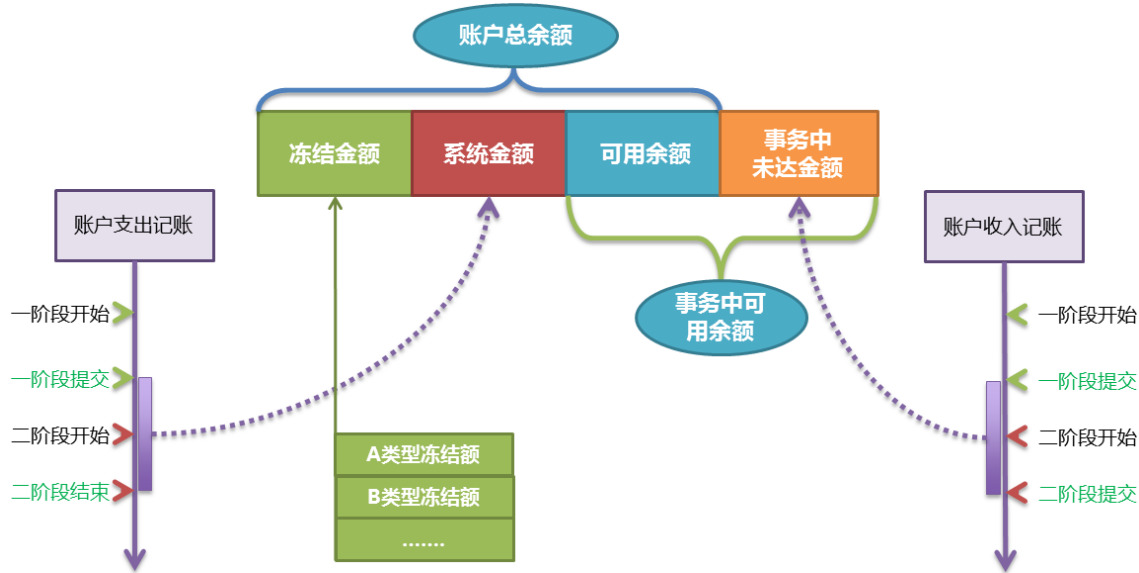 账户总余额
冻结金额
系统金额
可用余额
事务中
未达金额
账户支出记账
账户收入记账
事务中可
用余额
一阶段开始
一阶段提交
二阶段开始
二阶段结束
一阶段开始
一阶段提交
二阶段开始
二阶段提交
A类型冻结额
B类型冻结额
.......